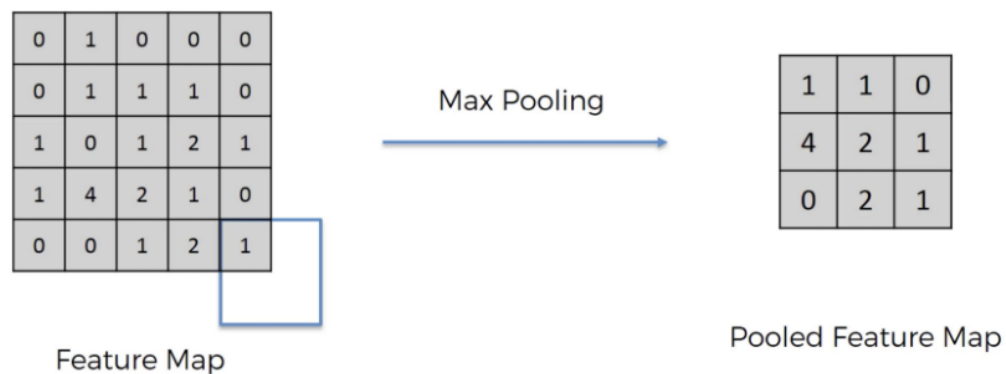 0 1 0 0 0
0 1 1 1 0
1 0 1 2 1
1 4 2 1 0
0 0 1 2 1
Feature Map
Max Pooling
1 1 0
4 2 1
0 2 1
Pooled Feature Map